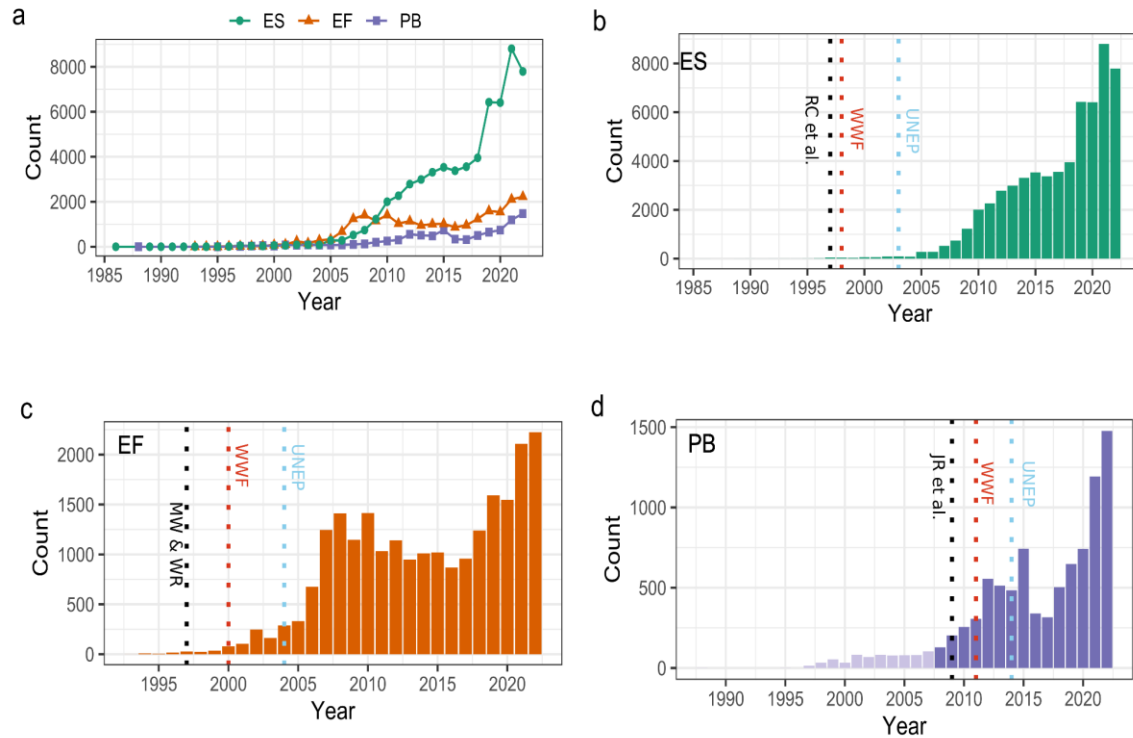 a
ES EF PB
8000
6000
4000
2000
0
Count
1985 1990 1995 2000 2005 2010 2015 2020
Year
b
ES
RC et al.
WWF
UNEP
8000
6000
4000
2000
0
Count
1985 1990 1995 2000 2005 2010 2015 2020
Year
c
EF
MW & WR
WWF
UNEP
2000
1500
1000
500
0
Count
1995 2000 2005 2010 2015 2020
Year
d
PB
JR et al.
WWF
UNEP
1500
1000
500
0
Count
1990 1995 2000 2005 2010 2015 2020
Year